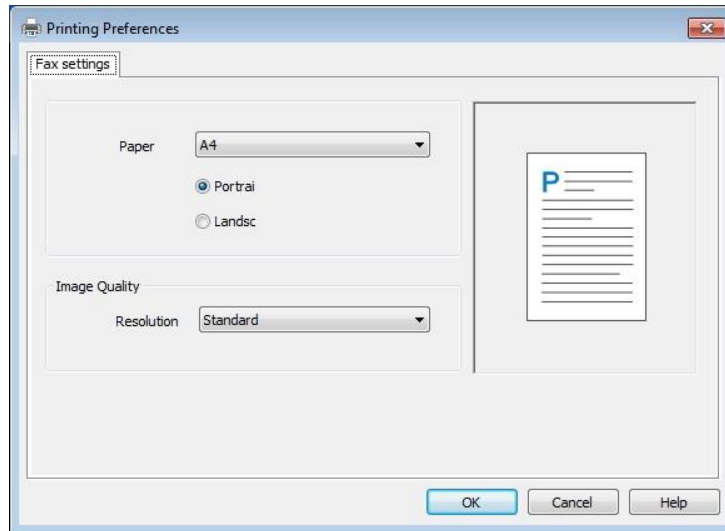 Printing Preferences
Fax settings
Paper A4
Portrai
Landsc
P
Image Quality
Resolution Standard
OK Cancel Help